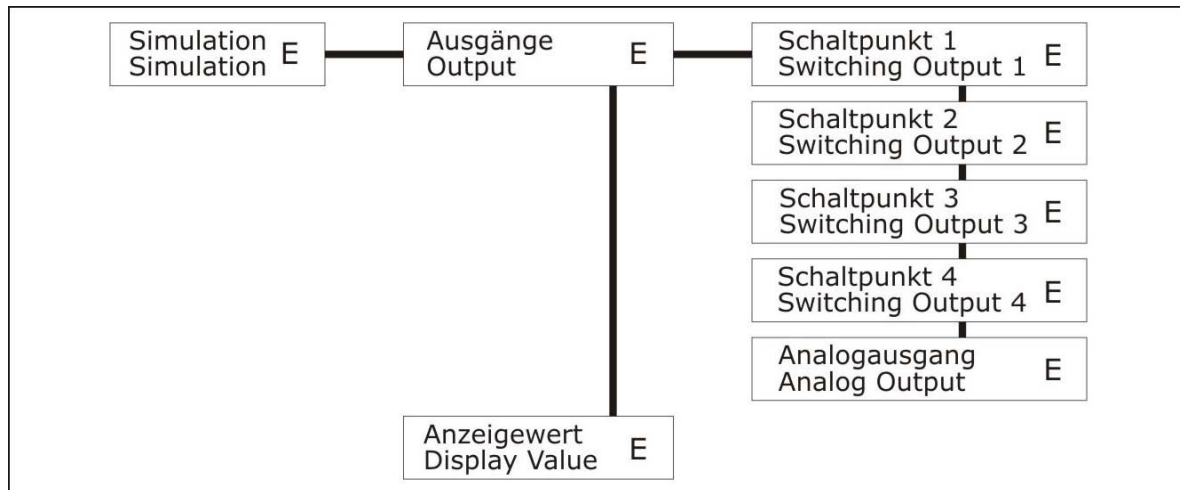 Simulation
Simulation
E
Ausgänge
Output
E
Schaltpunkt 1
Switching Output 1
E
Schaltpunkt 2
Switching Output 2
E
Schaltpunkt 3
Switching Output 3
E
Schaltpunkt 4
Switching Output 4
E
Analogausgang
Analog Output
E
Anzeigewert
Display Value
E